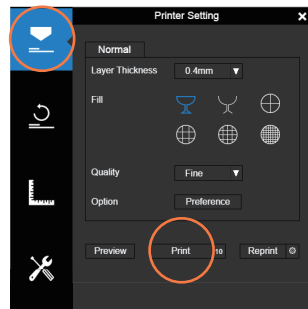 Printer Setting
Normal
Layer Thickness 0.4mm
Fill
Quality Fine
Option Preference
Preview Print 10 Reprint